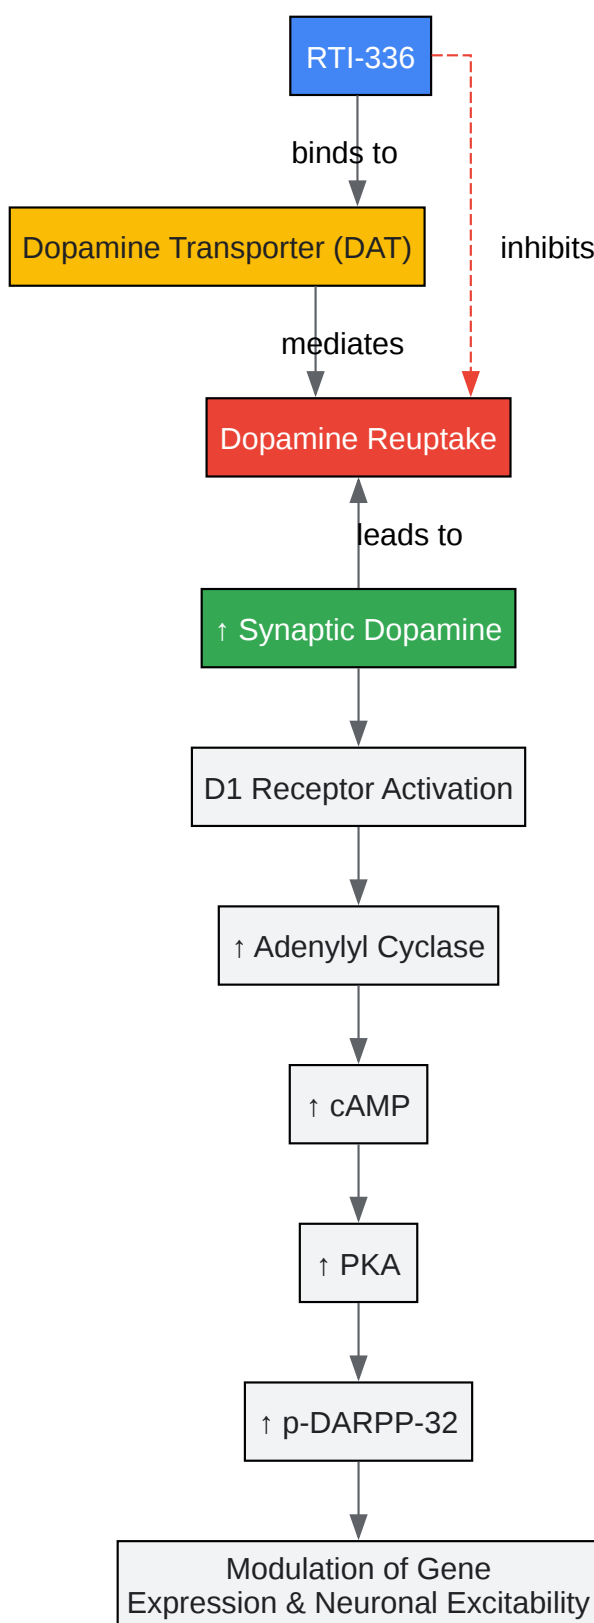 RTI-336
binds to
Dopamine Transporter (DAT)
inhibits
mediates
Dopamine Reuptake
leads to
↑ Synaptic Dopamine
D1 Receptor Activation
↑ Adenylyl Cyclase
↑ cAMP
↑ PKA
↑ p-DARPP-32
Modulation of Gene
Expression & Neuronal Excitability